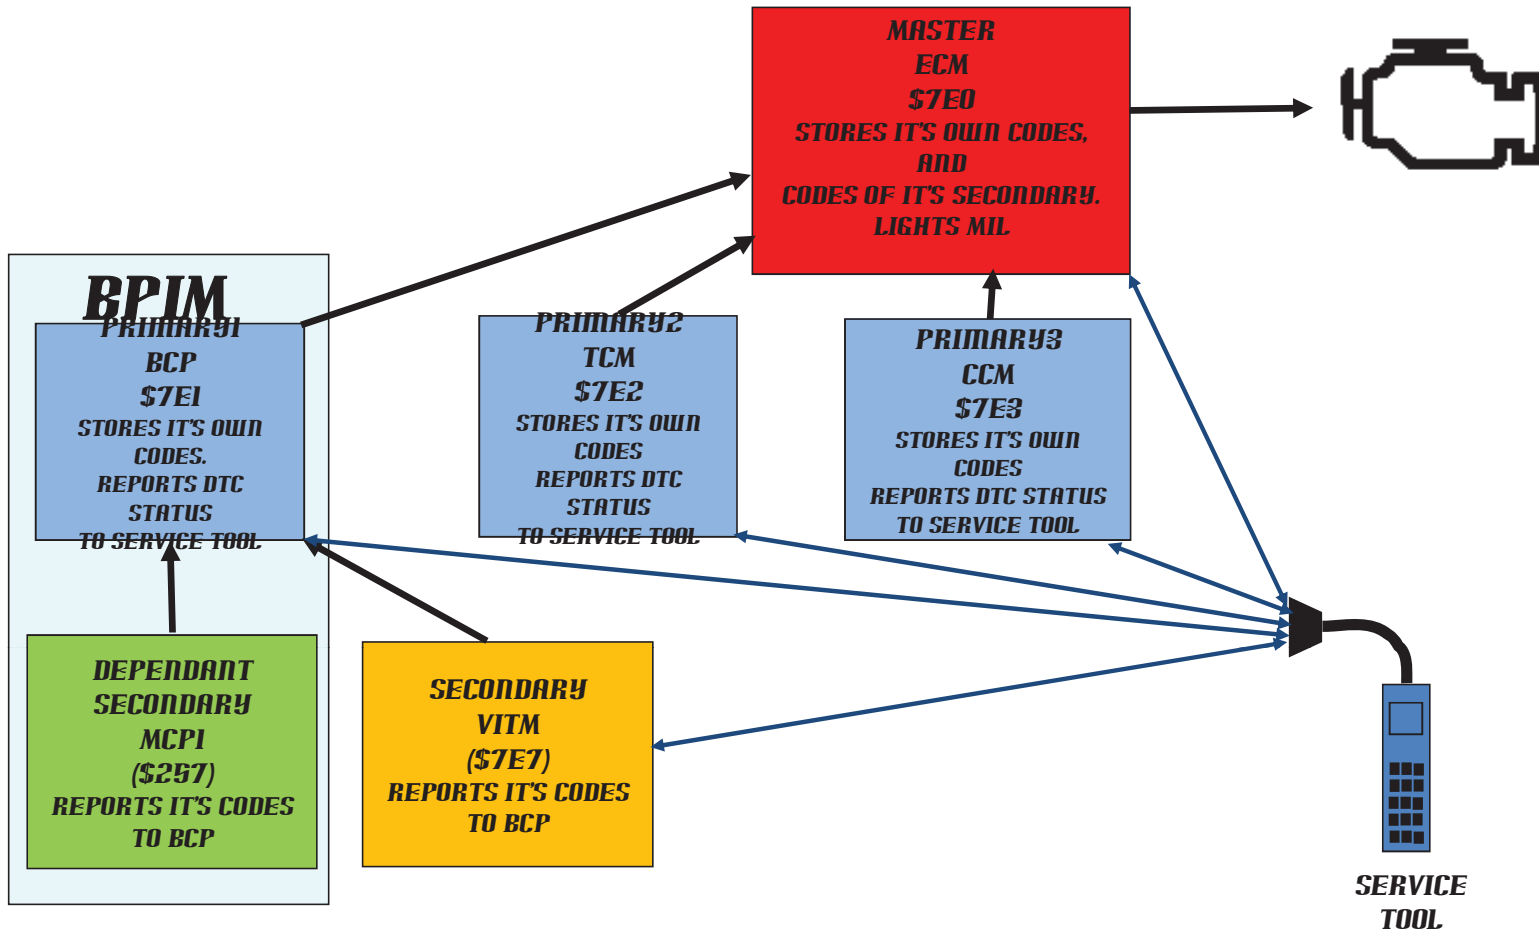 MASTER
ECM
$7E0
STORES IT'S OWN CODES,
AND
CODES OF IT'S SECONDARY.
LIGHTS MIL
BPIM
PRIMARY1
BCP
$7E1
STORES IT'S OWN
CODES.
REPORTS DTC
STATUS
TO SERVICE TOOL
PRIMARY2
TCM
$7E2
STORES IT'S OWN
CODES
REPORTS DTC
STATUS
TO SERVICE TOOL
PRIMARY3
CCM
$7E3
STORES IT'S OWN
CODES
REPORTS DTC STATUS
TO SERVICE TOOL
DEPENDANT
SECONDARY
MCPI
($257)
REPORTS IT'S CODES
TO BCP
SECONDARY
VITM
($7E7)
REPORTS IT'S CODES
TO BCP
SERVICE
TOOL